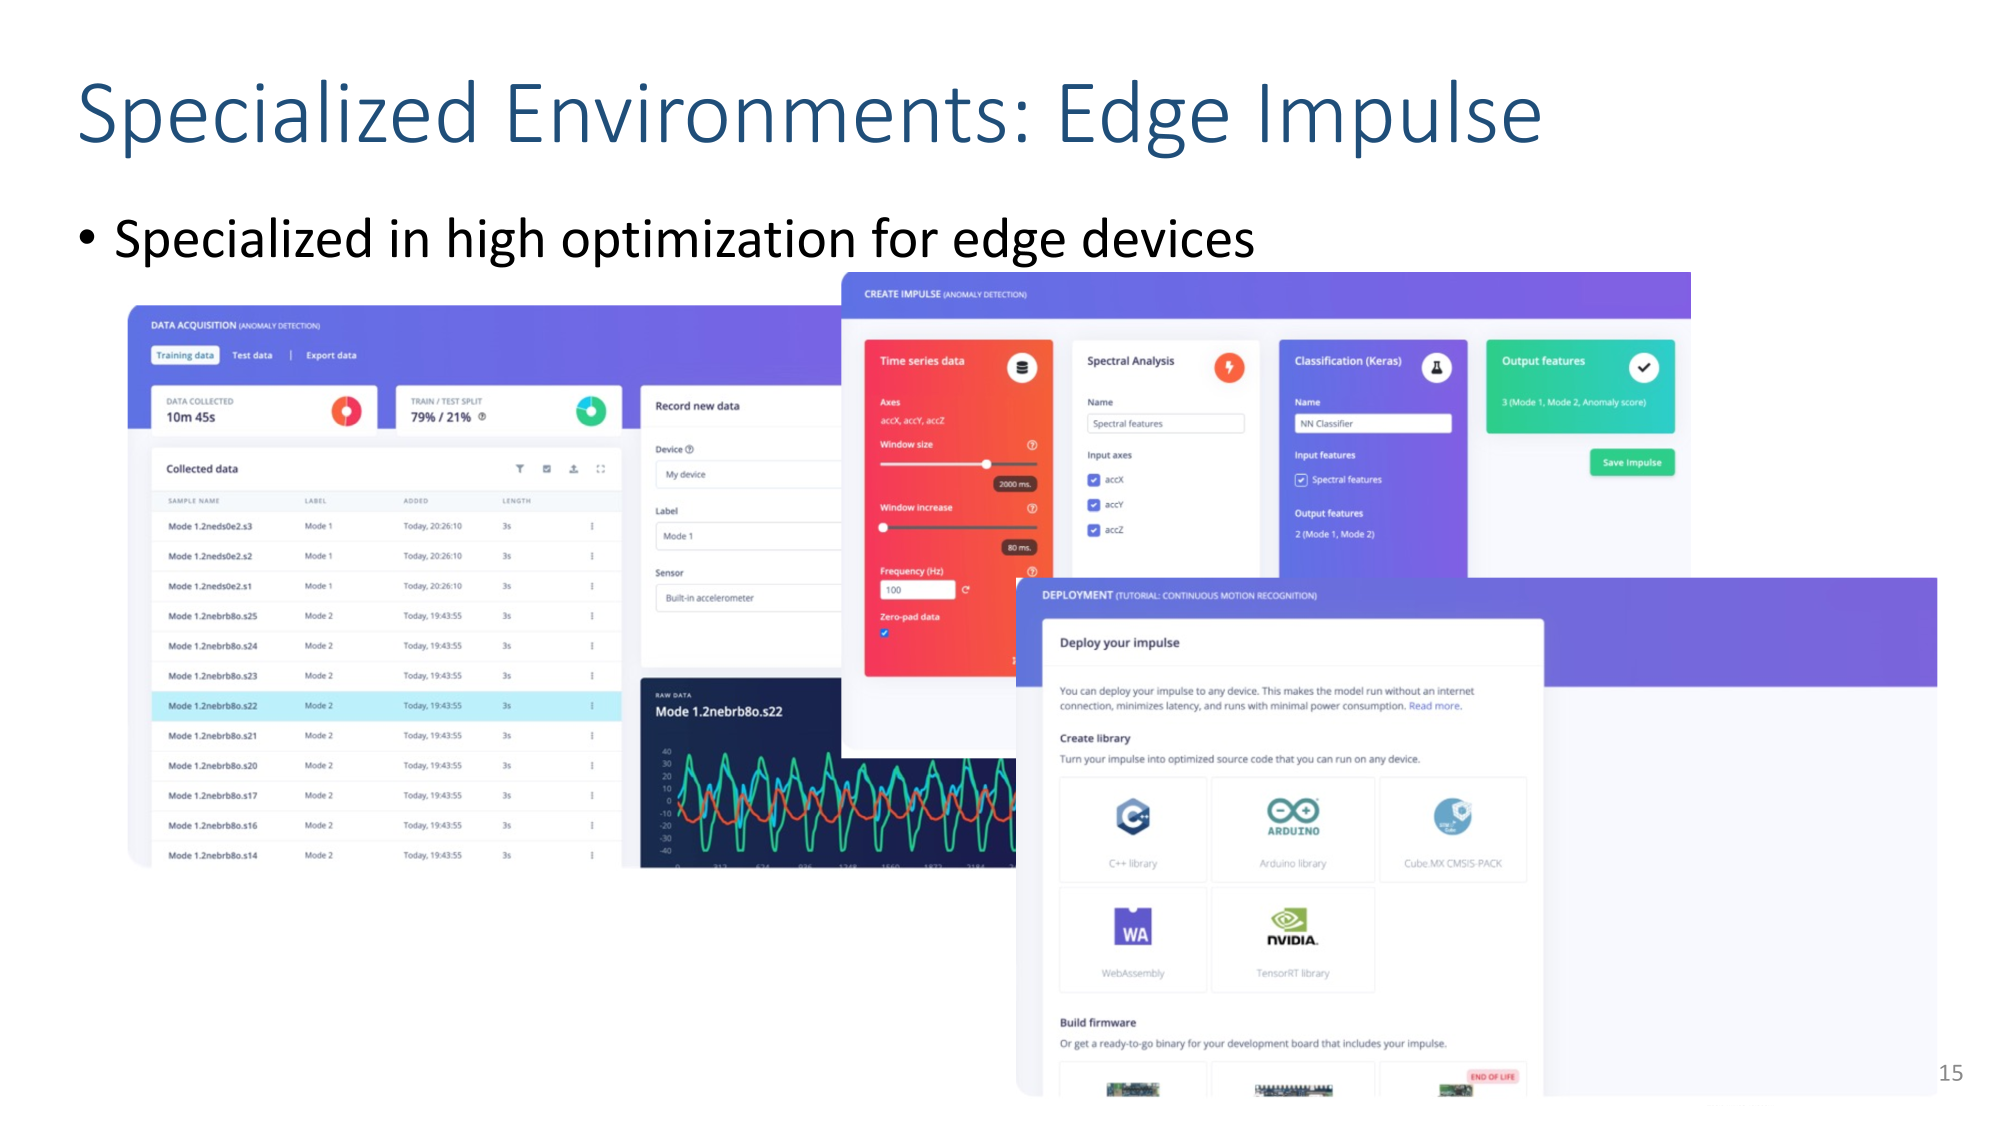 Specialized Environments: Edge Impulse
• Specialized in high optimization for edge devices
DATA ACQUISITION (ANOMALY DETECTION)
Training data Test data | Export data
DATA COLLECTED
10m 45s
TRAIN / TEST SPLIT
79% / 21%
Collected data
SAMPLE NAME LABEL ADDED LENGTH
Mode 1.2neds0e2.s3 Mode 1 Today, 20:26:10 3s
Mode 1.2neds0e2.s2 Mode 1 Today, 20:26:10 3s
Mode 1.2neds0e2.s1 Mode 1 Today, 20:26:10 3s
Mode 1.2nebrb8o.s25 Mode 2 Today, 19:43:55 3s
Mode 1.2nebrb8o.s24 Mode 2 Today, 19:43:55 3s
Mode 1.2nebrb8o.s23 Mode 2 Today, 19:43:55 3s
Mode 1.2nebrb8o.s22 Mode 2 Today, 19:43:55 3s
Mode 1.2nebrb8o.s21 Mode 2 Today, 19:43:55 3s
Mode 1.2nebrb8o.s20 Mode 2 Today, 19:43:55 3s
Mode 1.2nebrb8o.s17 Mode 2 Today, 19:43:55 3s
Mode 1.2nebrb8o.s16 Mode 2 Today, 19:43:55 3s
Mode 1.2nebrb8o.s14 Mode 2 Today, 19:43:55 3s
Record new data
Device
My device
Label
Mode 1
Sensor
Built-in accelerometer
RAW DATA
Mode 1.2nebrb8o.s22
40
30
20
10
0
-10
-20
-30
-40
CREATE IMPULSE (ANOMALY DETECTION)
Time series data
Axes
accX, accY, accZ
Window size
2000 ms.
Window increase
80 ms.
Frequency (Hz)
100
Zero-pad data
Spectral Analysis
Name
Spectral features
Input axes
accX
accY
accZ
Classification (Keras)
Name
NN Classifier
Input features
Spectral features
Output features
2 (Mode 1, Mode 2)
Output features
3 (Mode 1, Mode 2, Anomaly score)
Save Impulse
DEPLOYMENT (TUTORIAL: CONTINUOUS MOTION RECOGNITION)
Deploy your impulse
You can deploy your impulse to any device. This makes the model run without an internet
connection, minimizes latency, and runs with minimal power consumption. Read more.
Create library
Turn your impulse into optimized source code that you can run on any device.
C++ library
ARDUINO
Arduino library
Cube.MX CMSIS-PACK
WA
WebAssembly
NVIDIA.
TensorRT library
Build firmware
Or get a ready-to-go binary for your development board that includes your impulse.
END OF LIFE
15